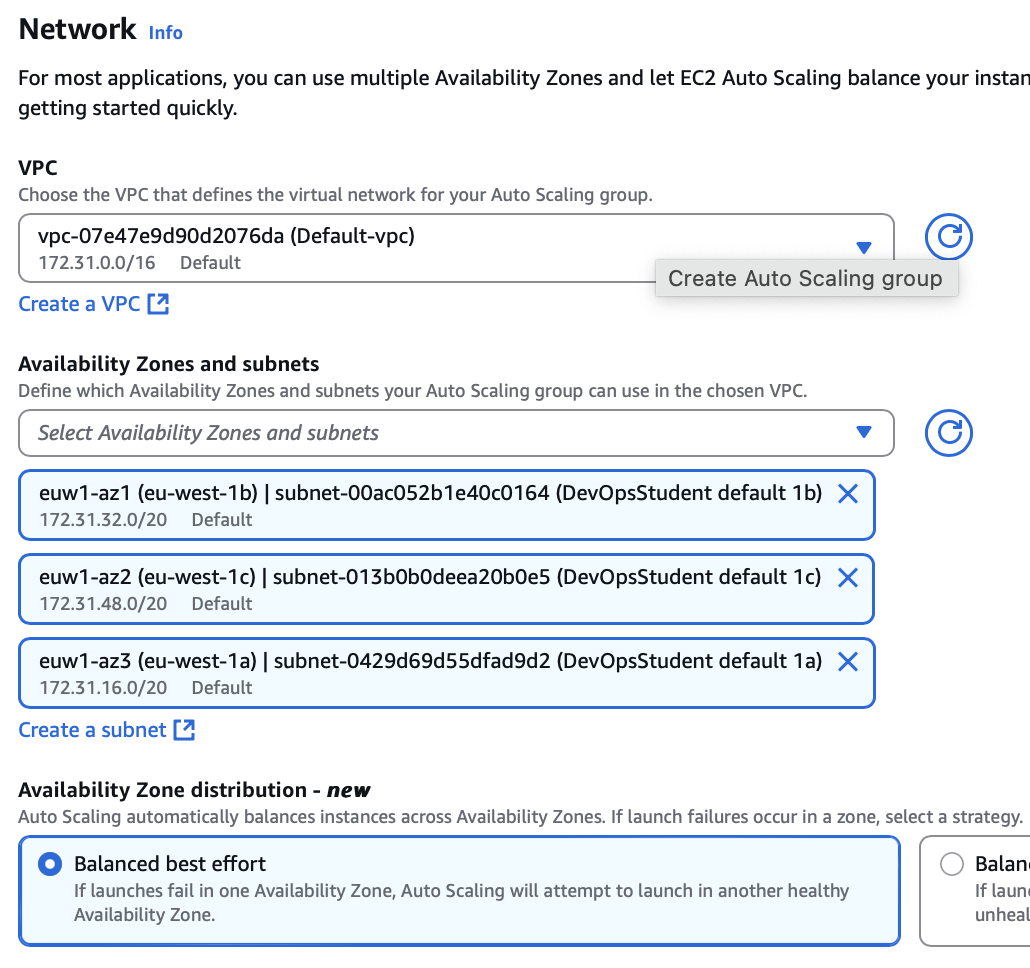 Network Info
For most applications, you can use multiple Availability Zones and let EC2 Auto Scaling balance your
getting started quickly.
VPC
Choose the VPC that defines the virtual network for your Auto Scaling group.
vpc-07e47e9d90d2076da (Default-vpc)
172.31.0.0/16 Default
Create Auto Scaling group
Create a VPC
Availability Zones and subnets
Define which Availability Zones and subnets your Auto Scaling group can use in the chosen VPC.
Select Availability Zones and subnets
euw1-az1 (eu-west-1b) | subnet-00ac052b1e40c0164 (DevOpsStudent default 1b)
172.31.32.0/20 Default
euw1-az2 (eu-west-1c) | subnet-013b0b0deea20b0e5 (DevOpsStudent default 1c)
172.31.48.0/20 Default
euw1-az3 (eu-west-1a) | subnet-0429d69d55dfad9d2 (DevOpsStudent default 1a)
172.31.16.0/20 Default
Create a subnet
Availability Zone distribution - new
Auto Scaling automatically balances instances across Availability Zones. If launch failures occur in a zone, select a strategy.
Balanced best effort
If launches fail in one Availability Zone, Auto Scaling will attempt to launch in another healthy
Availability Zone.
If